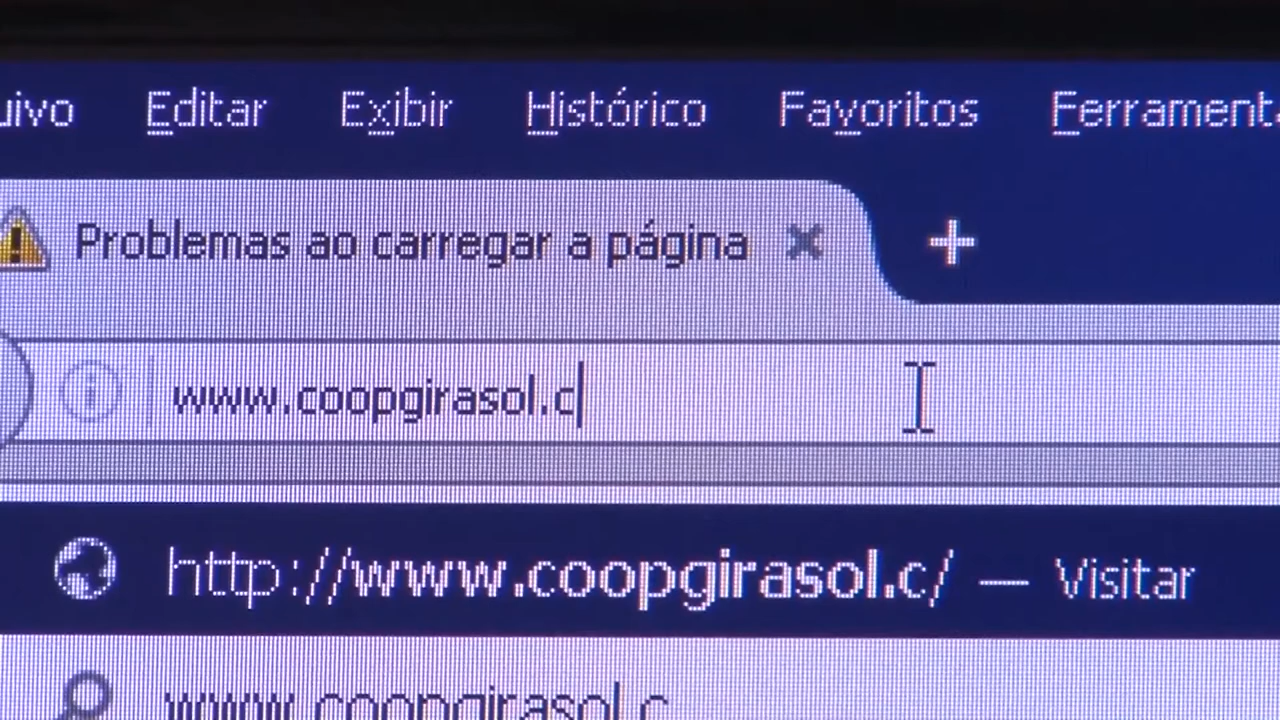 uivo Editar Exibir Histórico Favoritos Ferrament
Problemas ao carregar a página
www.coopgirasol.c
http://www.coopgirasol.c/ — Visitar
www.coopgirasol.c